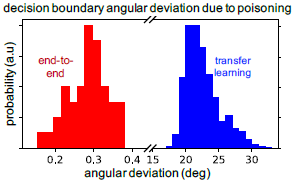 decision boundary angular deviation due to poisoning
end-to-
end
transfer
learning
probability (a.u)
0,2 0,3 0,4 15 20 25 30
angular deviation (deg)